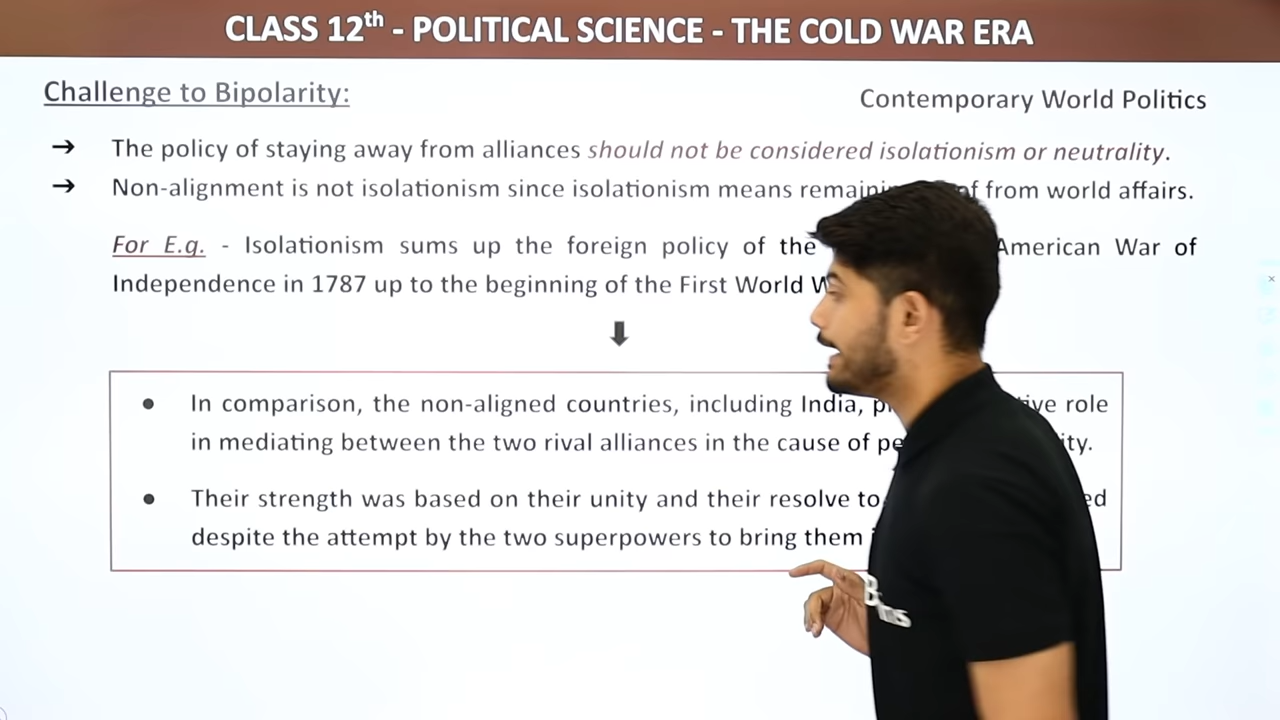 CLASS 12th - POLITICAL SCIENCE - THE COLD WAR ERA
Challenge to Bipolarity:
Contemporary World Politics
➔ The policy of staying away from alliances should not be considered isolationism or neutrality.
➔ Non-alignment is not isolationism since isolationism means from world affairs.
For E.g. - Isolationism sums up the foreign policy of the American War of
Independence in 1787 up to the beginning of the First World
● In comparison, the non-aligned countries, including India, role
in mediating between the two rival alliances in the cause of
● Their strength was based on their unity and their resolve to
despite the attempt by the two superpowers to bring them